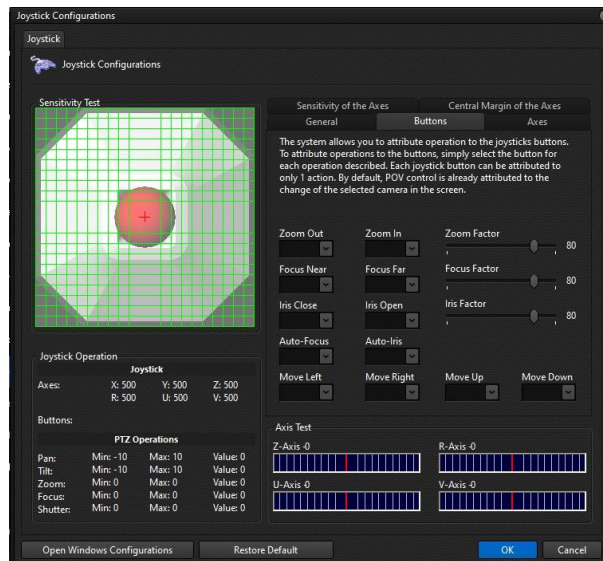 Joystick Configurations
Joystick
Joystick Configurations
Sensitivity Test
Sensitivity of the Axes Central Margin of the Axes
General Buttons Axes
The system allows you to attribute operation to the joysticks buttons.
To attribute operations to the buttons, simply select the button for
each operation described. Each joystick button can be attributed to
only 1 action. By default, POV control is already attributed to the
change of the selected camera in the screen.
Zoom Out Zoom In Zoom Factor
80
Focus Near Focus Far Focus Factor
80
Iris Close Iris Open Iris Factor
80
Auto-Focus Auto-Iris
Move Left Move Right Move Up Move Down
Joystick Operation
Joystick
Axes: X: 500 Y: 500 Z: 500
R: 500 U: 500 V: 500
Buttons:
PTZ Operations
Pan: Min: -10 Max: 10 Value: 0
Tilt: Min: -10 Max: 10 Value: 0
Zoom: Min: 0 Max: 0 Value: 0
Focus: Min: 0 Max: 0 Value: 0
Shutter: Min: 0 Max: 0 Value: 0
Axis Test
Z-Axis -0 R-Axis -0
U-Axis -0 V-Axis -0
Open Windows Configurations Restore Default OK Cancel